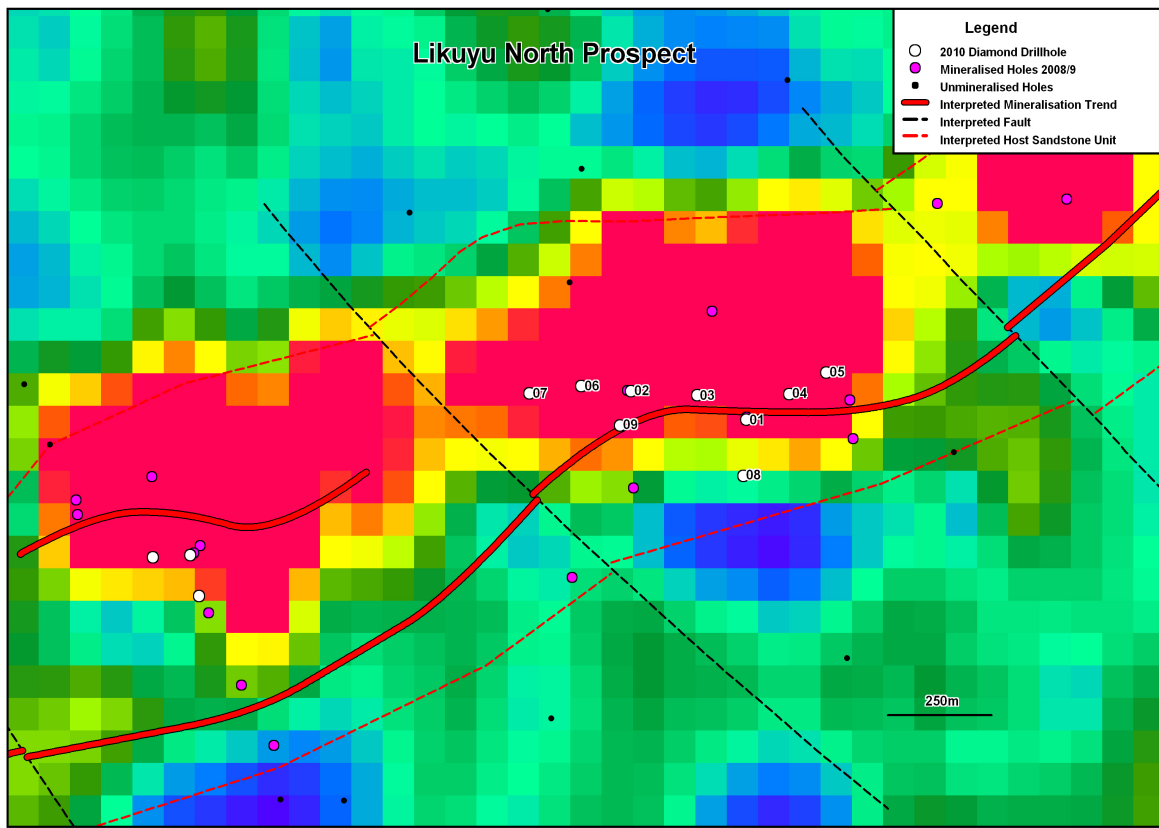 Likuyu North Prospect
Legend
2010 Diamond Drillhole
Mineralised Holes 2008/9
Unmineralised Holes
Interpreted Mineralisation Trend
Interpreted Fault
Interpreted Host Sandstone Unit
05
06
07
02
03
04
01
09
08
250m